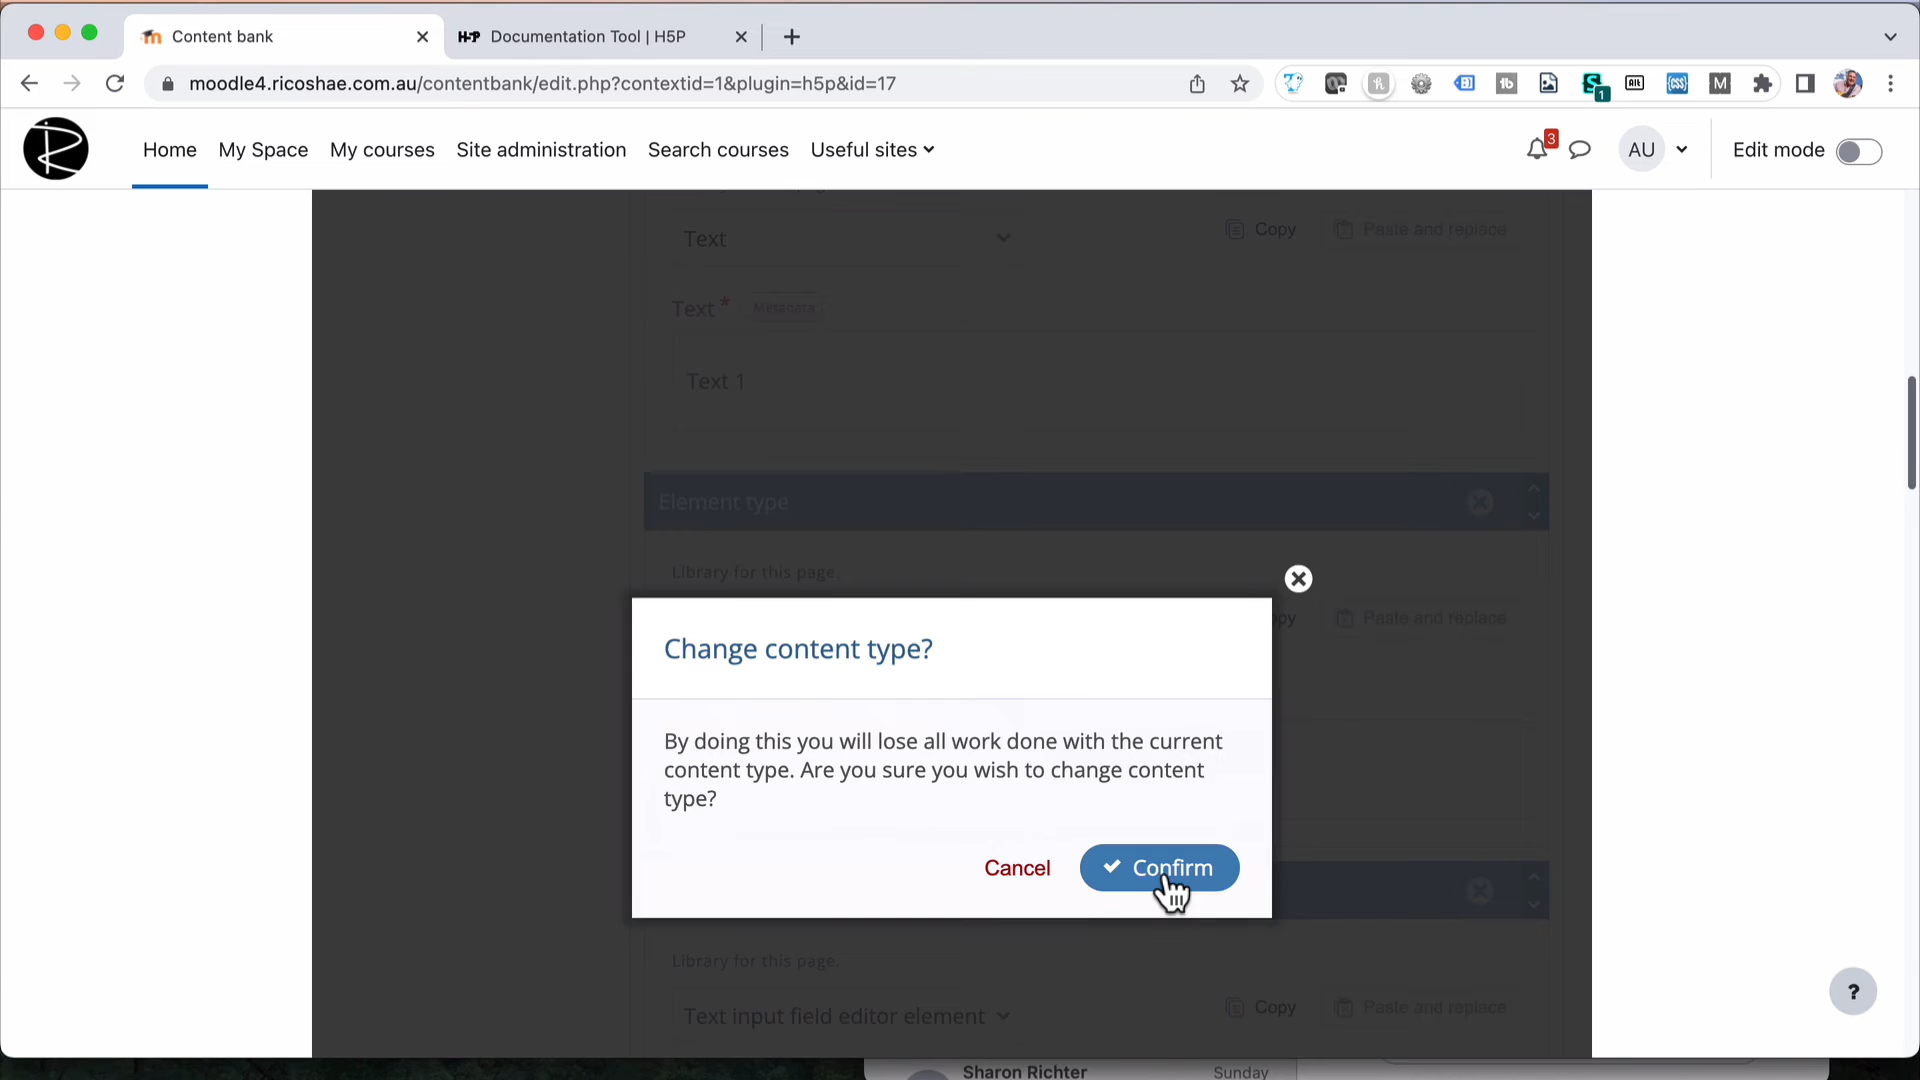 Content bank
H-P Documentation Tool | H5P
moodle4.ricoshae.com.au/contentbank/edit.php?contextid=1&plugin=h5p&id=17
Home
My Space
My courses
Site administration
Search courses
Useful sites
3
AU
Edit mode
Text
Copy
Paste and replace
Text *
Metadata
Text 1
Element type
Library for this page.
Paste and replace
Change content type?
By doing this you will lose all work done with the current
content type. Are you sure you wish to change content
type?
Cancel
Confirm
Library for this page.
Text input field editor element
Copy
Paste and replace
?
Sharon Richter
Sunday